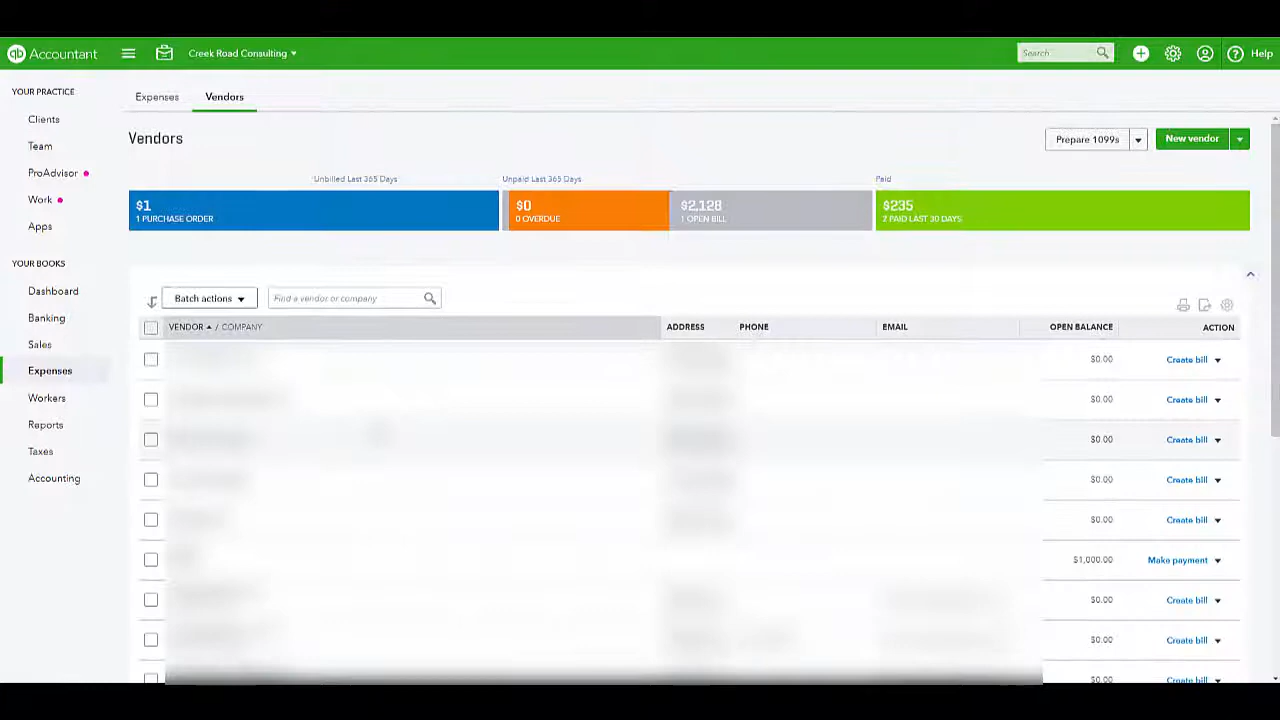 qb Accountant
Creek Road Consulting
Search
Help
YOUR PRACTICE
Clients
Team
ProAdvisor
Work
Apps
YOUR BOOKS
Dashboard
Banking
Sales
Expenses
Workers
Reports
Taxes
Accounting
Expenses Vendors
Vendors
Prepare 1099s
New vendor
Unbilled Last 365 Days Unpaid Last 365 Days Paid
$1 $0 $2,128 $235
1 PURCHASE ORDER 0 OVERDUE 1 OPEN BILL 2 PAID LAST 30 DAYS
Batch actions Find a vendor or company
VENDOR / COMPANY ADDRESS PHONE EMAIL OPEN BALANCE ACTION
$0.00 Create bill
$0.00 Create bill
$0.00 Create bill
$0.00 Create bill
$0.00 Create bill
$1,000.00 Make payment
$0.00 Create bill
$0.00 Create bill
$0.00 Create bill